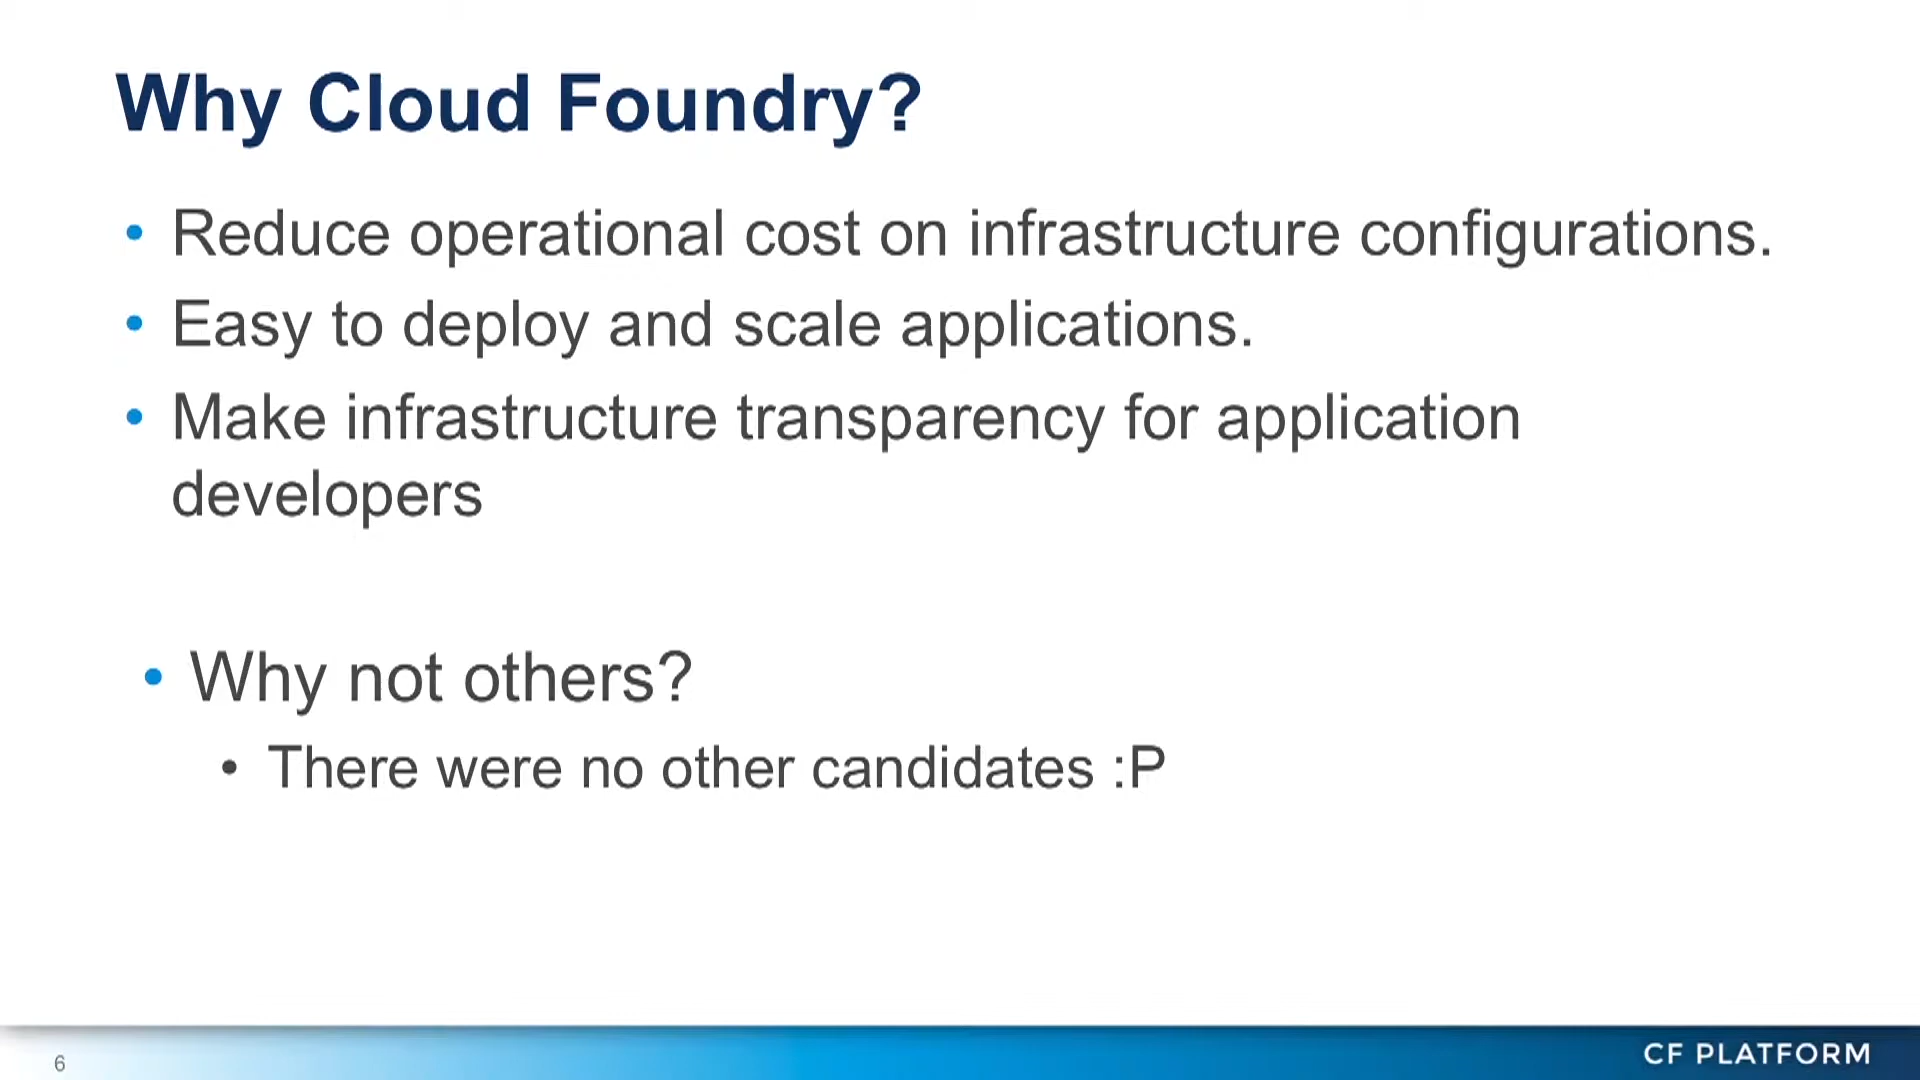 Why Cloud Foundry?
• Reduce operational cost on infrastructure configurations.
• Easy to deploy and scale applications.
• Make infrastructure transparency for application
developers
• Why not others?
• There were no other candidates :P
6
CF PLATFORM